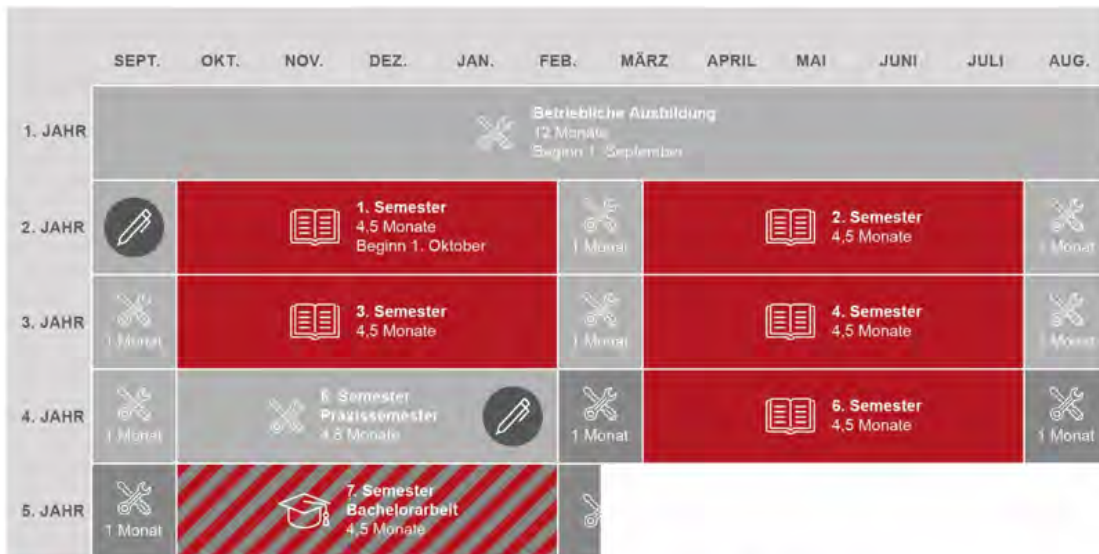 SEPT. OKT. NOV. DEZ. JAN. FEB. MÄRZ APRIL MAI JUNI JULI AUG.
1. JAHR
Betriebliche Ausbildung
12 Monate
Beginn 1. September
2. JAHR
1. Semester
4,5 Monate
Beginn 1. Oktober
1 Monat
2. Semester
4,5 Monate
1 Monat
3. JAHR
1 Monat
3. Semester
4,5 Monate
1 Monat
4. Semester
4,5 Monate
1 Monat
4. JAHR
1 Monat
Semester
Praxissemester
Monate
1 Monat
6. Semester
4,5 Monate
1 Monat
5. JAHR
1 Monat
7. Semester
Bachelorarbeit
4,5 Monate